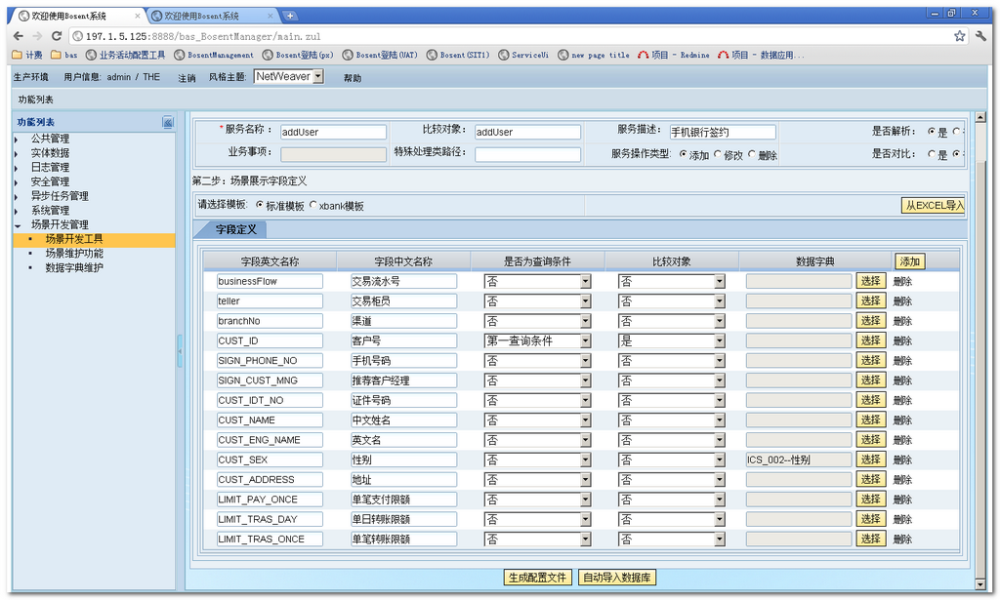 欢迎使用Bosent系统 欢迎使用Bosent系统
197.1.5.125:8888/bas_BosentManager/main.zul
计费 bas 业务活动配置工具 BosentManagement Bosent登陆(px) Bosent登陆(UAT) Bosent(SIT1) ServiceUi new page title 项目 - Redmine 项目 - 数据应用...
生产环境 用户信息: admin / THE 注销 风格主题: NetWeaver 帮助
功能列表
功能列表
公共管理
实体数据
日志管理
安全管理
异步任务管理
系统管理
场景开发管理
场景开发工具
场景维护功能
数据字典维护
*服务名称: addUser 比较对象: addUser 服务描述: 手机银行签约 是否解析: 是
业务事项: 特殊处理类路径: 服务操作类型: 添加 修改 删除 是否对比: 是
第二步: 场景展示字段定义
请选择模板: 标准模板 xbank模板 从EXCEL导入
字段定义
字段英文名称 字段中文名称 是否为查询条件 比较对象 数据字典 添加
businessFlow 交易流水号 否 否 选择 删除
teller 交易柜员 否 否 选择 删除
branchNo 渠道 否 否 选择 删除
CUST_ID 客户号 第一查询条件 是 选择 删除
SIGN_PHONE_NO 手机号码 否 否 选择 删除
SIGN_CUST_MNG 推荐客户经理 否 否 选择 删除
CUST_IDT_NO 证件号码 否 否 选择 删除
CUST_NAME 中文姓名 否 否 选择 删除
CUST_ENG_NAME 英文名 否 否 选择 删除
CUST_SEX 性别 否 否 ICS_002--性别 选择 删除
CUST_ADDRESS 地址 否 否 选择 删除
LIMIT_PAY_ONCE 单笔支付限额 否 否 选择 删除
LIMIT_TRAS_DAY 单日转账限额 否 否 选择 删除
LIMIT_TRAS_ONCE 单笔转账限额 否 否 选择 删除
生成配置文件 自动导入数据库